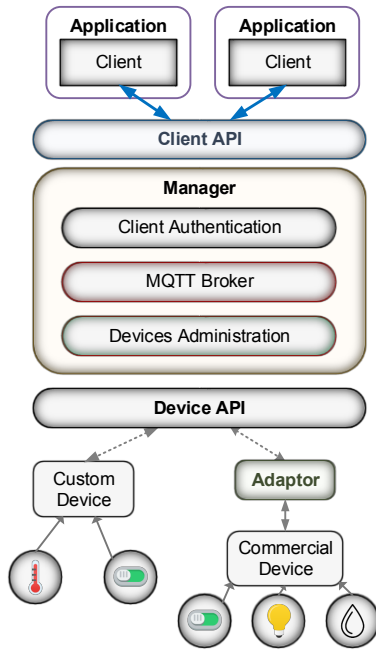 Application
Application
Client
Client
Client API
Manager
Client Authentication
MQTT Broker
Devices Administration
Device API
Custom
Device
Adaptor
Commercial
Device